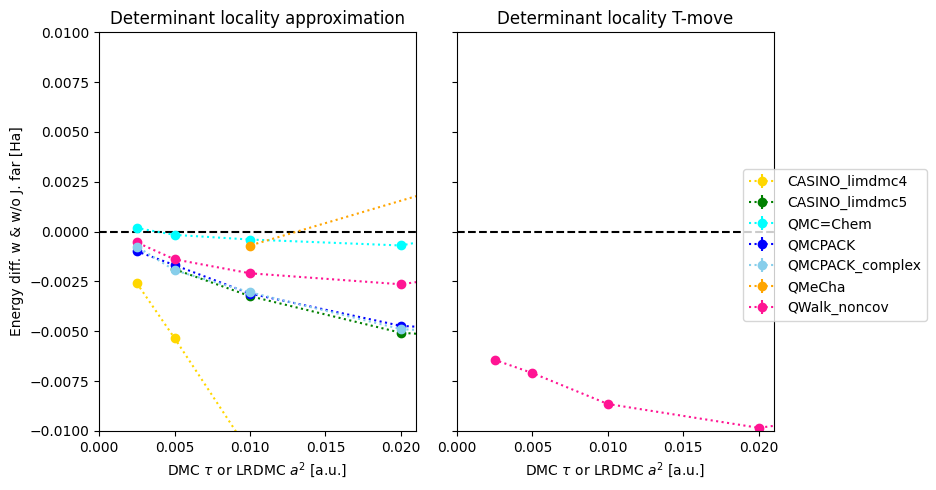 Determinant locality approximation
Determinant locality T-move
Energy diff. w & w/o J. far [Ha]
0.0100
0.0075
0.0050
0.0025
0.0000
−0.0025
−0.0050
−0.0075
−0.0100
0.000
0.005
0.010
0.015
0.020
DMC τ or LRDMC a² [a.u.]
0.000
0.005
0.010
0.015
0.020
DMC τ or LRDMC a² [a.u.]
CASINO_limdmc4
CASINO_limdmc5
QMC=Chem
QMCPACK
QMCPACK_complex
QMeCha
QWalk_noncov